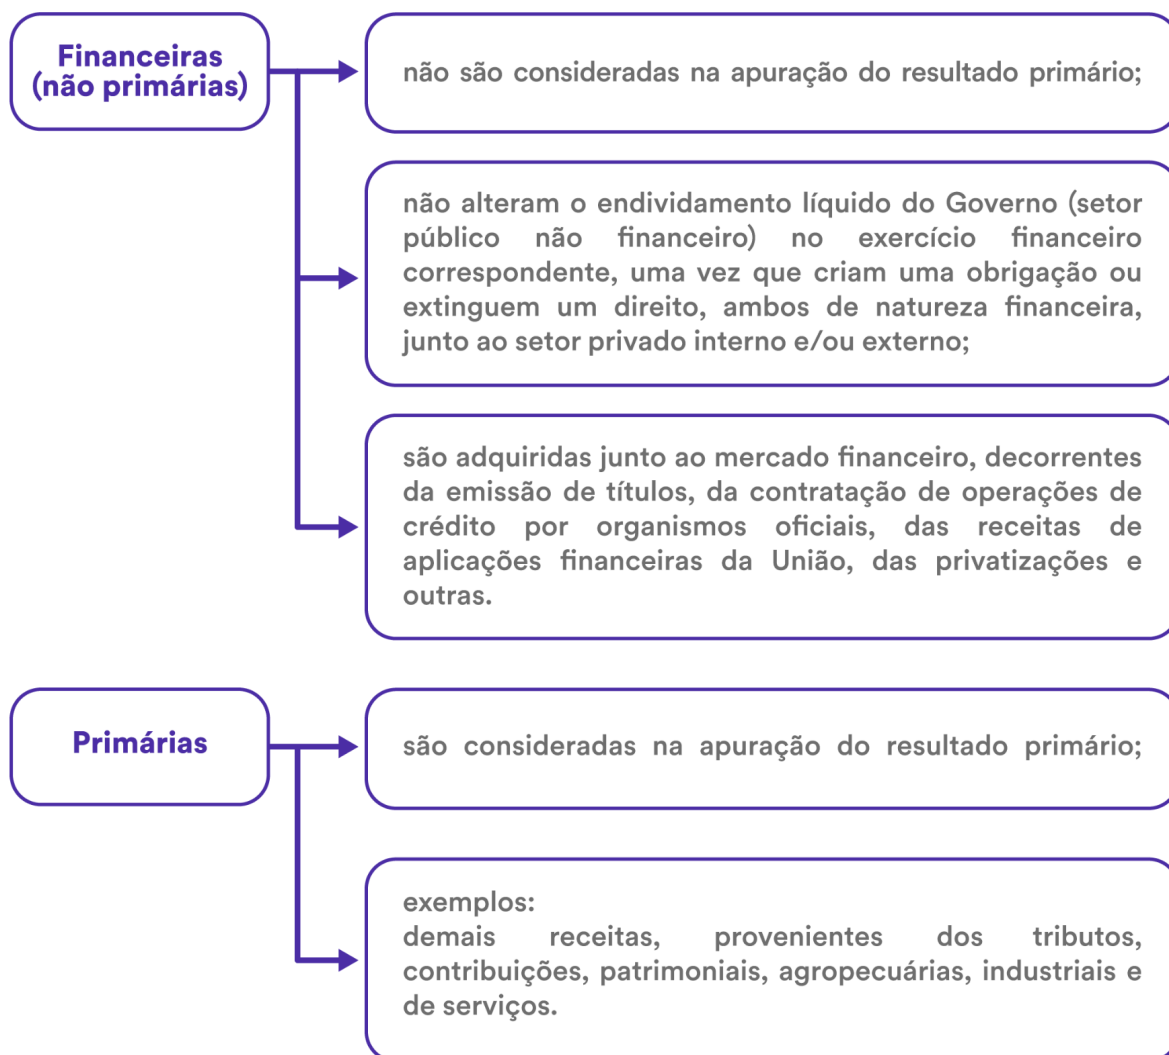 Financeiras
(não primárias)
não são consideradas na apuração do resultado primário;
não alteram o endividamento líquido do Governo (setor
público não financeiro) no exercício financeiro
correspondente, uma vez que criam uma obrigação ou
extinguem um direito, ambos de natureza financeira,
junto ao setor privado interno e/ou externo;
são adquiridas junto ao mercado financeiro, decorrentes
da emissão de títulos, da contratação de operações de
crédito por organismos oficiais, das receitas de
aplicações financeiras da União, das privatizações e
outras.
Primárias
são consideradas na apuração do resultado primário;
exemplos:
demais receitas, provenientes dos tributos,
contribuições, patrimoniais, agropecuárias, industriais e
de serviços.